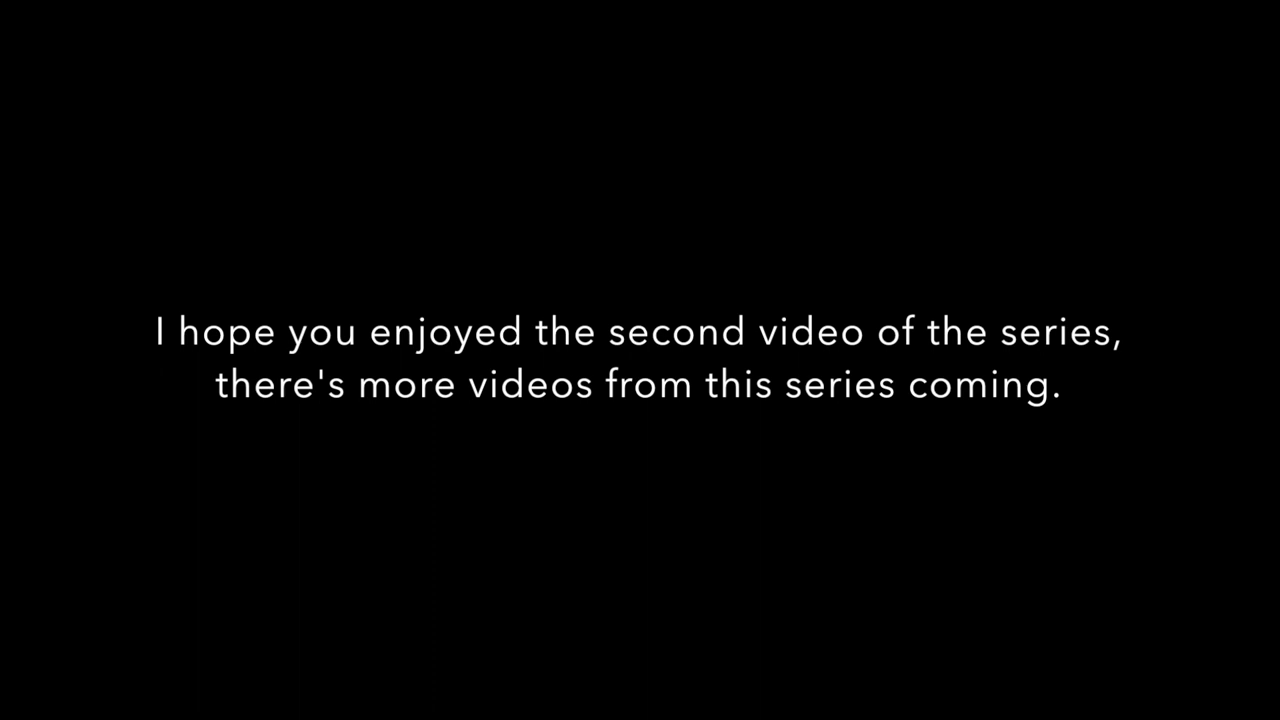 I hope you enjoyed the second video of the series,
there's more videos from this series coming.